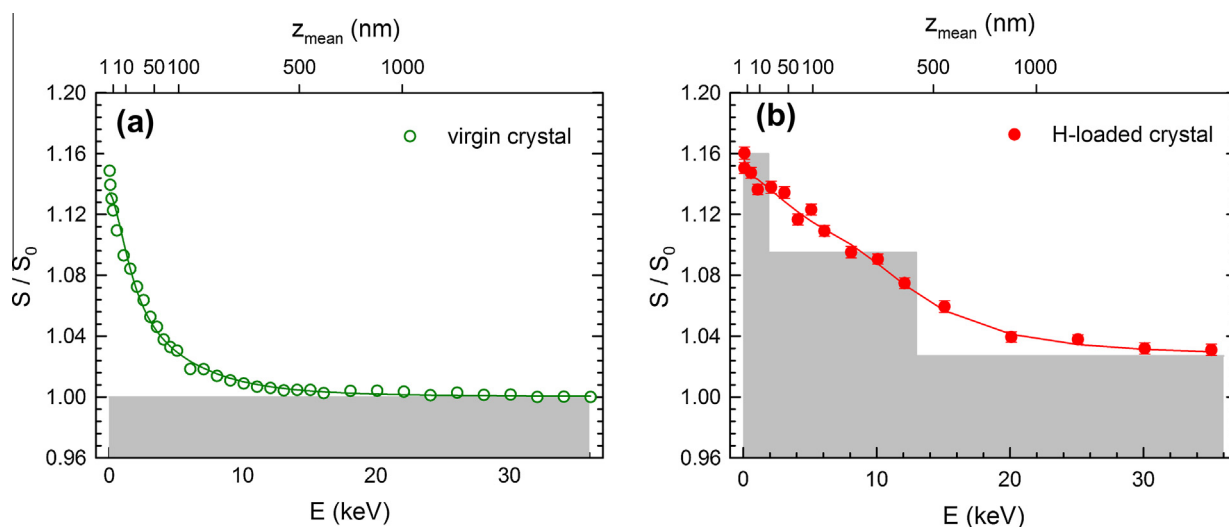 z_mean (nm)
1 10 50 100 500 1000
1.20
1.16
1.12
1.08
1.04
1.00
0.96
S / S_0
(a)
virgin crystal
0 10 20 30
E (keV)
z_mean (nm)
1 10 50 100 500 1000
1.20
1.16
1.12
1.08
1.04
1.00
0.96
S / S_0
(b)
H-loaded crystal
0 10 20 30
E (keV)